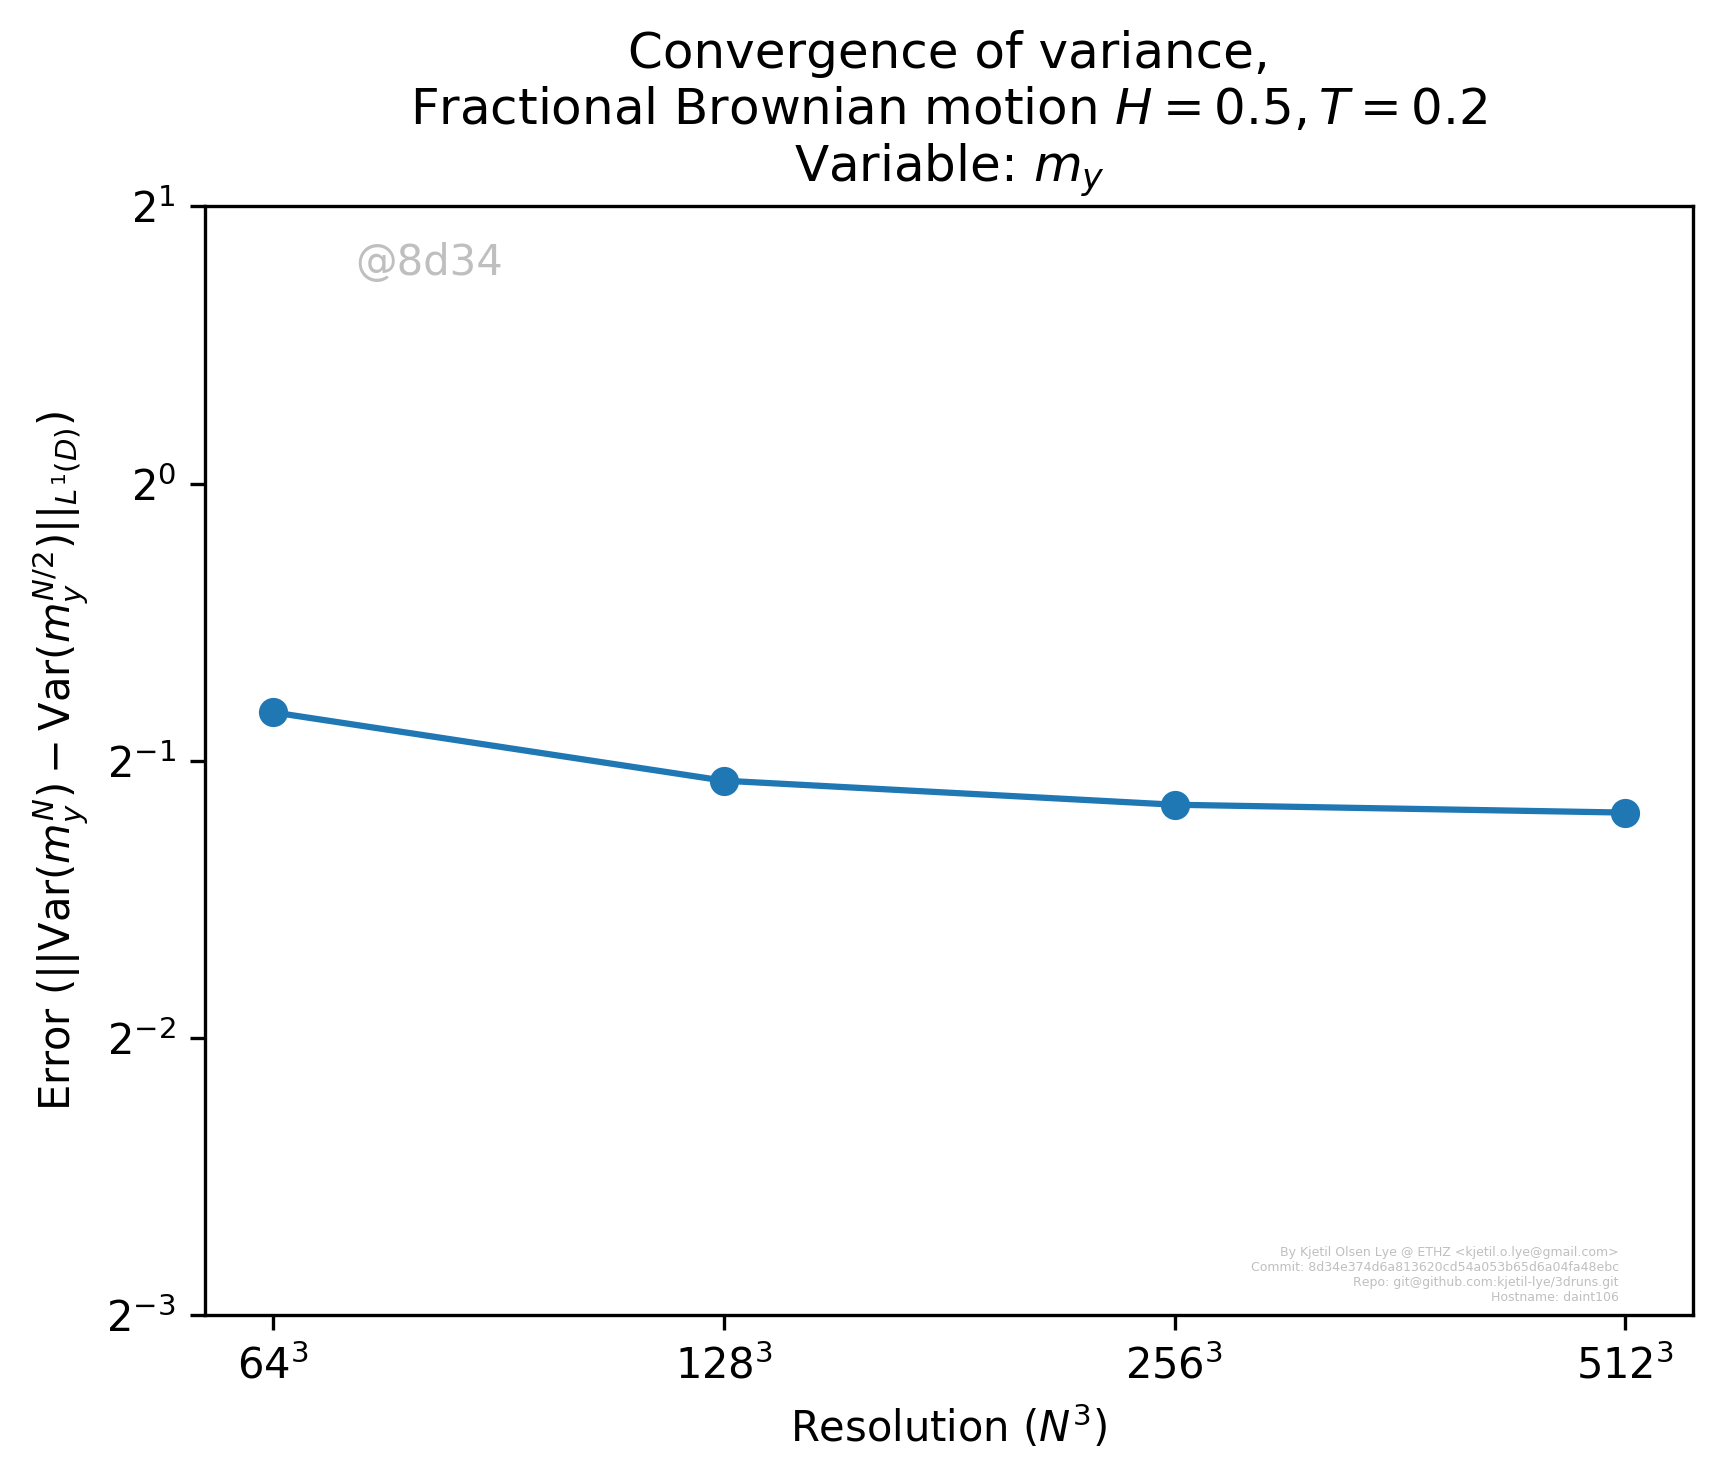 Convergence of variance,
Fractional Brownian motion H = 0.5, T = 0.2
Variable: m_y
2^1
@8d34
2^0
2^{-1}
2^{-2}
2^{-3}
Error (||Var(m_y^N) − Var(m_y^{N/2})||_{L^1(D)})
By Kjetil Olsen Lye @ ETHZ <kjetil.o.lye@gmail.com>
Commit: 8d34e374d6a813620cd54a053b65d6a04fa48ebc
Repo: git@github.com:kjetil-lye/3druns.git
Hostname: daint106
64^3 128^3 256^3 512^3
Resolution (N^3)